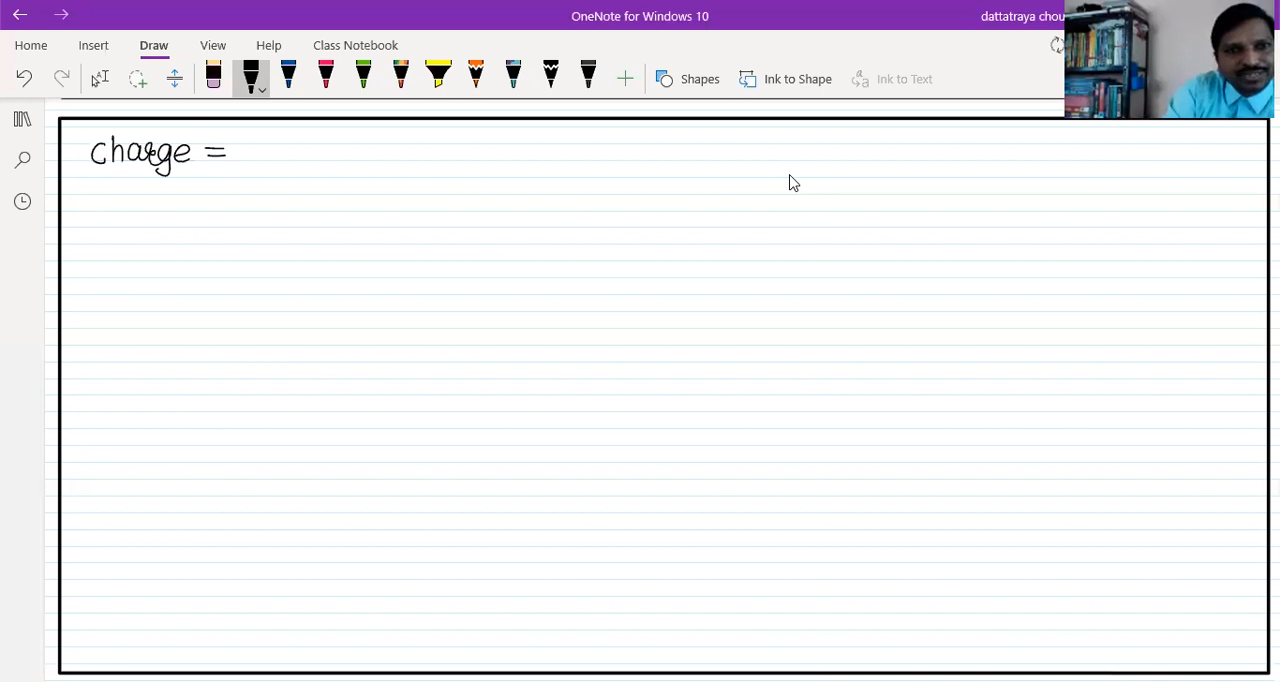 OneNote for Windows 10
dattatraya chou
Home Insert Draw View Help Class Notebook
Shapes Ink to Shape Ink to Text
charge =